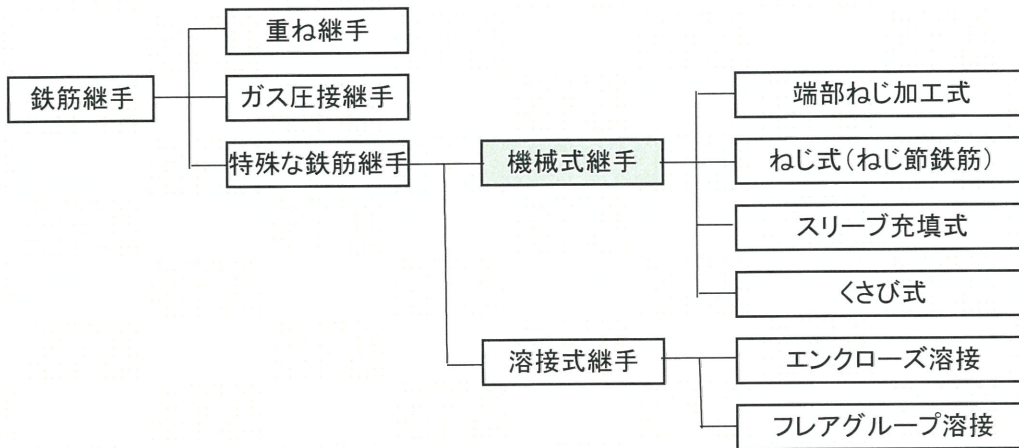 重ね継手
鉄筋継手
ガス圧接継手
特殊な鉄筋継手
機械式継手
端部ねじ加工式
ねじ式(ねじ節鉄筋)
スリーブ充填式
くさび式
溶接式継手
エンクローズ溶接
フレアグループ溶接